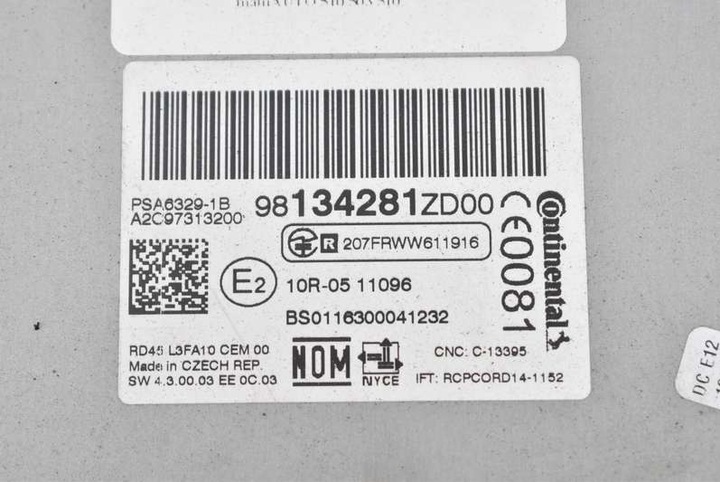 PSA6329-1B
A2C97313200
98134281ZD00
R 207FRWW611916
E2
10R-05 11096
BS0116300041232
CE0081
Continental
RD45 L3FA10 CEM 00
Made in CZECH REP.
SW 4.3.00.03 EE 0C.03
NOM
NYCE
CNC: C-13395
IFT: RCPCORD14-1152
DC E12